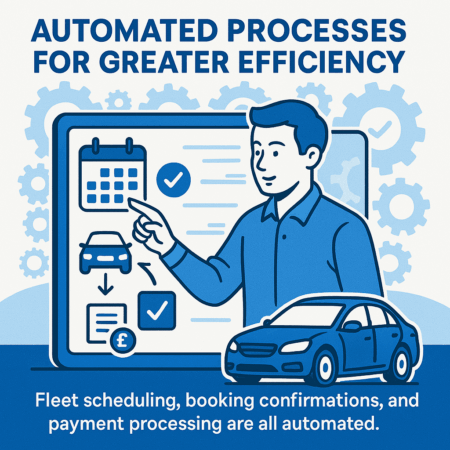 AUTOMATED PROCESSES
FOR GREATER EFFICIENCY
£
Fleet scheduling, booking confirmations, and
payment processing are all automated.